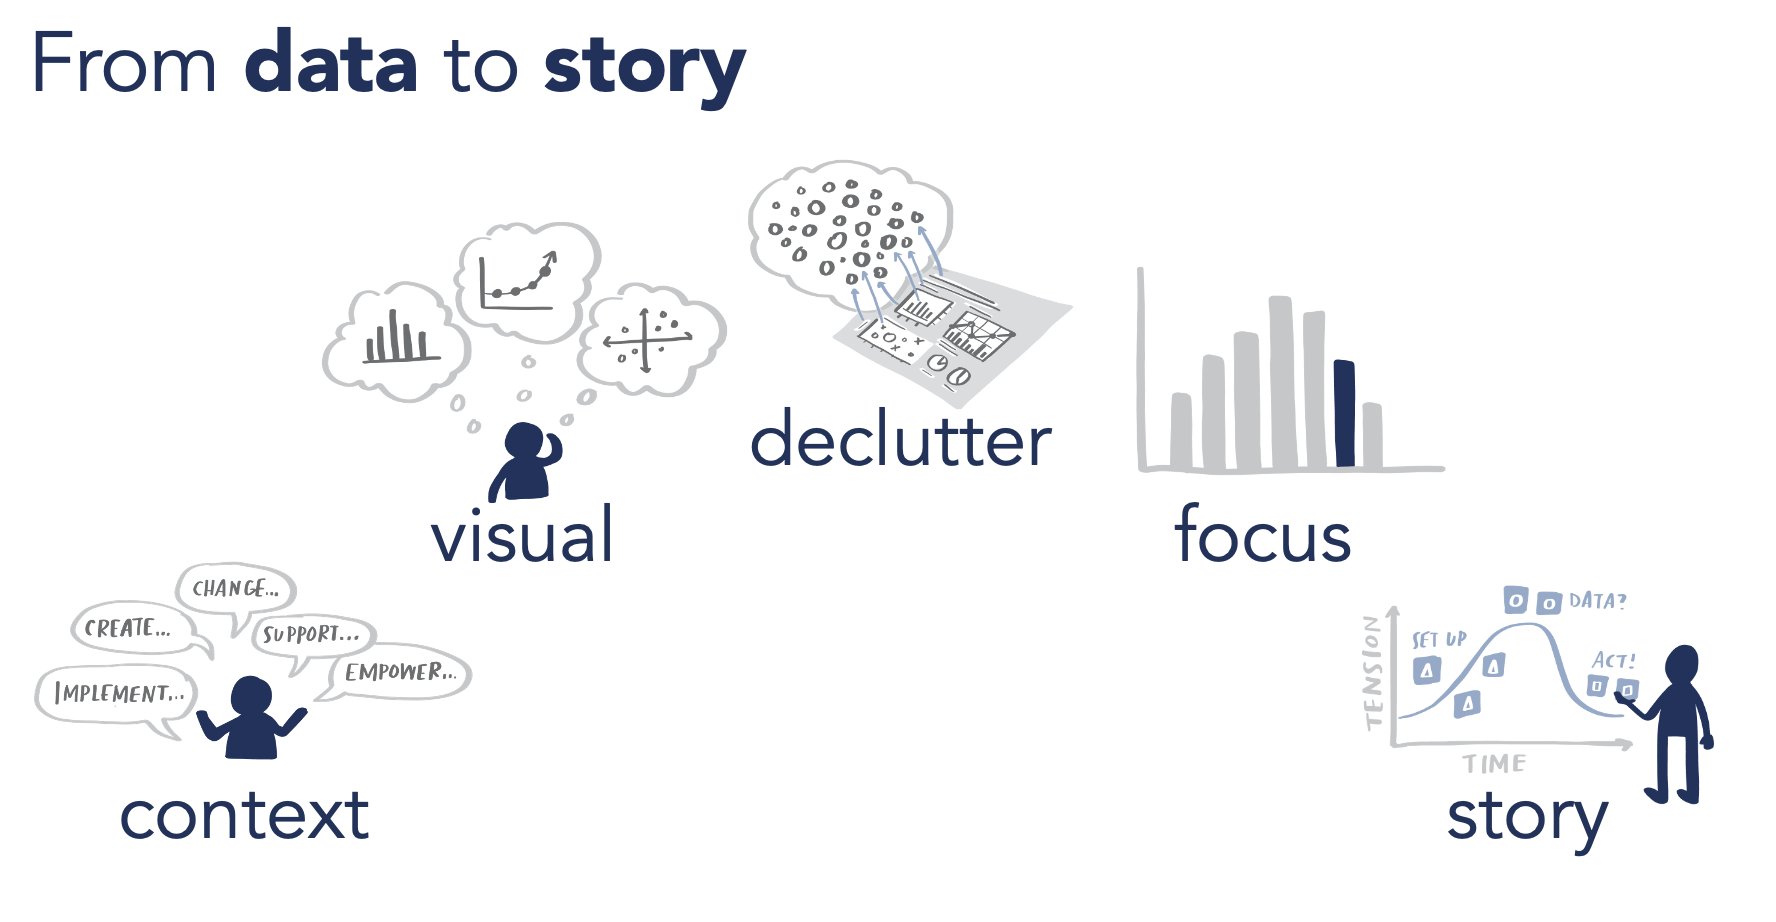 From data to story
CHANGE...
CREATE...
SUPPORT...
EMPOWER...
IMPLEMENT...
context
visual
declutter
focus
TENSION
SET UP
DATA?
ACT!
TIME
story